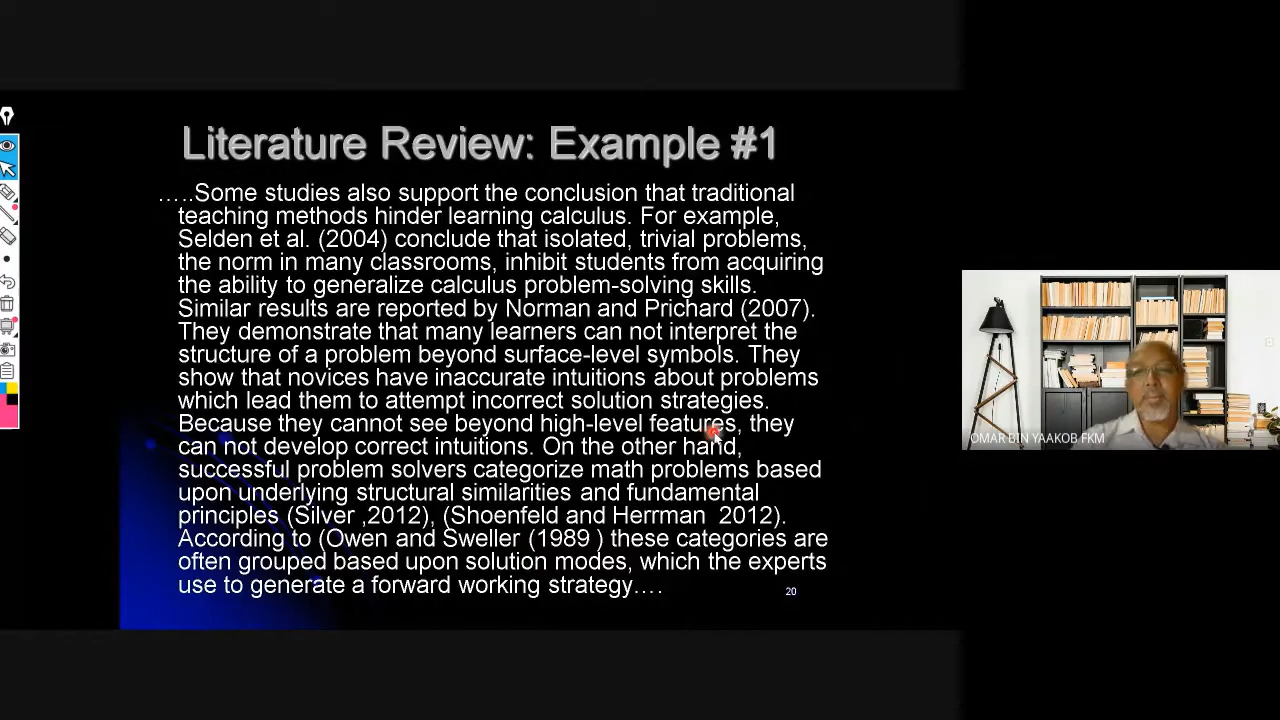 Literature Review: Example #1
.....Some studies also support the conclusion that traditional
teaching methods hinder learning calculus. For example,
Selden et al. (2004) conclude that isolated, trivial problems,
the norm in many classrooms, inhibit students from acquiring
the ability to generalize calculus problem-solving skills.
Similar results are reported by Norman and Prichard (2007).
They demonstrate that many learners can not interpret the
structure of a problem beyond surface-level symbols. They
show that novices have inaccurate intuitions about problems
which lead them to attempt incorrect solution strategies.
Because they cannot see beyond high-level features, they
can not develop correct intuitions. On the other hand,
successful problem solvers categorize math problems based
upon underlying structural similarities and fundamental
principles (Silver ,2012), (Shoenfeld and Herrman 2012).
According to (Owen and Sweller (1989 ) these categories are
often grouped based upon solution modes, which the experts
use to generate a forward working strategy....
20
OMAR BIN YAAKOB FKM